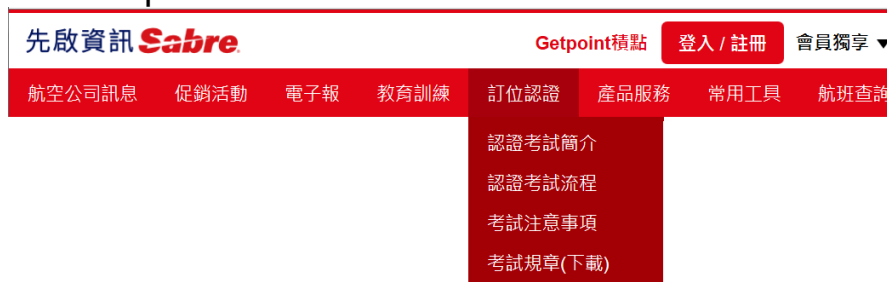 先啟資訊 Sabre. Getpoint積點 登入 / 註冊 會員獨享 ▼
航空公司訊息 促銷活動 電子報 教育訓練 訂位認證 產品服務 常用工具 航班查詢
認證考試簡介
認證考試流程
考試注意事項
考試規章(下載)